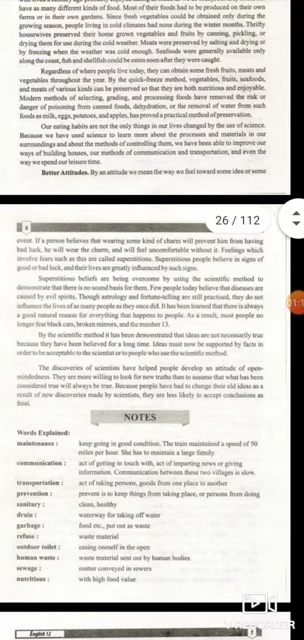 have as many different kinds of food. Most of their foods had to be produced on their own
farms or in their own gardens. Since fresh vegetables could be obtained only during the
growing season, people living in cold climates had none during the winter months. Thrifty
housewives preserved their home grown vegetables and fruits by canning, pickling, or
drying them for use during the cold weather. Meats were preserved by salting and drying or
by freezing when the weather was cold enough. Seafoods were generally available only
along the coast, fish and shellfish could be eaten soon after they were caught.
Regardless of where people live today, they can obtain some fresh fruits, meats and
vegetables throughout the year. By the quick-freeze method, vegetables, fruits, seafoods,
and meats of various kinds can be preserved so that they are both nutritious and enjoyable.
Modern methods of selecting, grading, and processing foods have removed the risk or
danger of poisoning from canned foods, dehydration, or the removal of water from such
foods as milk, eggs, potatoes, and apples, has proved a practical method of preservation.
Our eating habits are not the only things in our lives changed by the use of science.
Because we have used science to learn more about the processes and materials in our
surroundings and about the methods of controlling them, we have been able to improve our
ways of building houses, our methods of communication and transportation, and even the
way we spend our leisure time.
Better Attitudes. By an attitude we mean the way we feel toward some idea or some
6
26 / 112
event. If a person believes that wearing some kind of charm will prevent him from having
bad luck, he will wear the charm, and will feel uncomfortable without it. Feelings which
involve fears such as this are called superstitions. Superstitious people believe in signs of
good or bad luck, and their lives are greatly influenced by such signs.
Superstitious beliefs are being overcome by using the scientific method to
demonstrate that there is no sound basis for them. Few people today believe that diseases are
caused by evil spirits. Though astrology and fortune-telling are still practised, they do not
influence the lives of as many people as they once did. It has been learned that there is always
a good natural reason for everything that happens to people. As a result, most people no
longer fear black cats, broken mirrors, and the number 13.
By the scientific method it has been demonstrated that ideas are not necessarily true
because they have been believed for a long time. Ideas must now be supported by facts in
order to be acceptable to the scientist or to people who use the scientific method.
The discoveries of scientists have helped people develop an attitude of open-
mindedness. They are more willing to look for new truths than to assume that what has been
considered true will always be true. Because people have had to change their old ideas as a
result of new discoveries made by scientists, they are less likely to accept conclusions as
final.
NOTES
Words Explained:
maintenance : keep going in good condition. The train maintained a speed of 50
miles per hour. She has to maintain a large family.
communication : act of getting in touch with, act of imparting news or giving
information. Communication between these two villages is slow.
transportation : act of taking persons, goods from one place to another
prevention : prevent is to keep things from taking place, or persons from doing
sanitary : clean, healthy
drain : waterway for taking off water
garbage : food etc., put out as waste
refuse : waste material
outdoor toilet : easing oneself in the open
human waste : waste material sent out by human bodies
sewage : matter conveyed in sewers
nutritious : with high food value
English 12
7